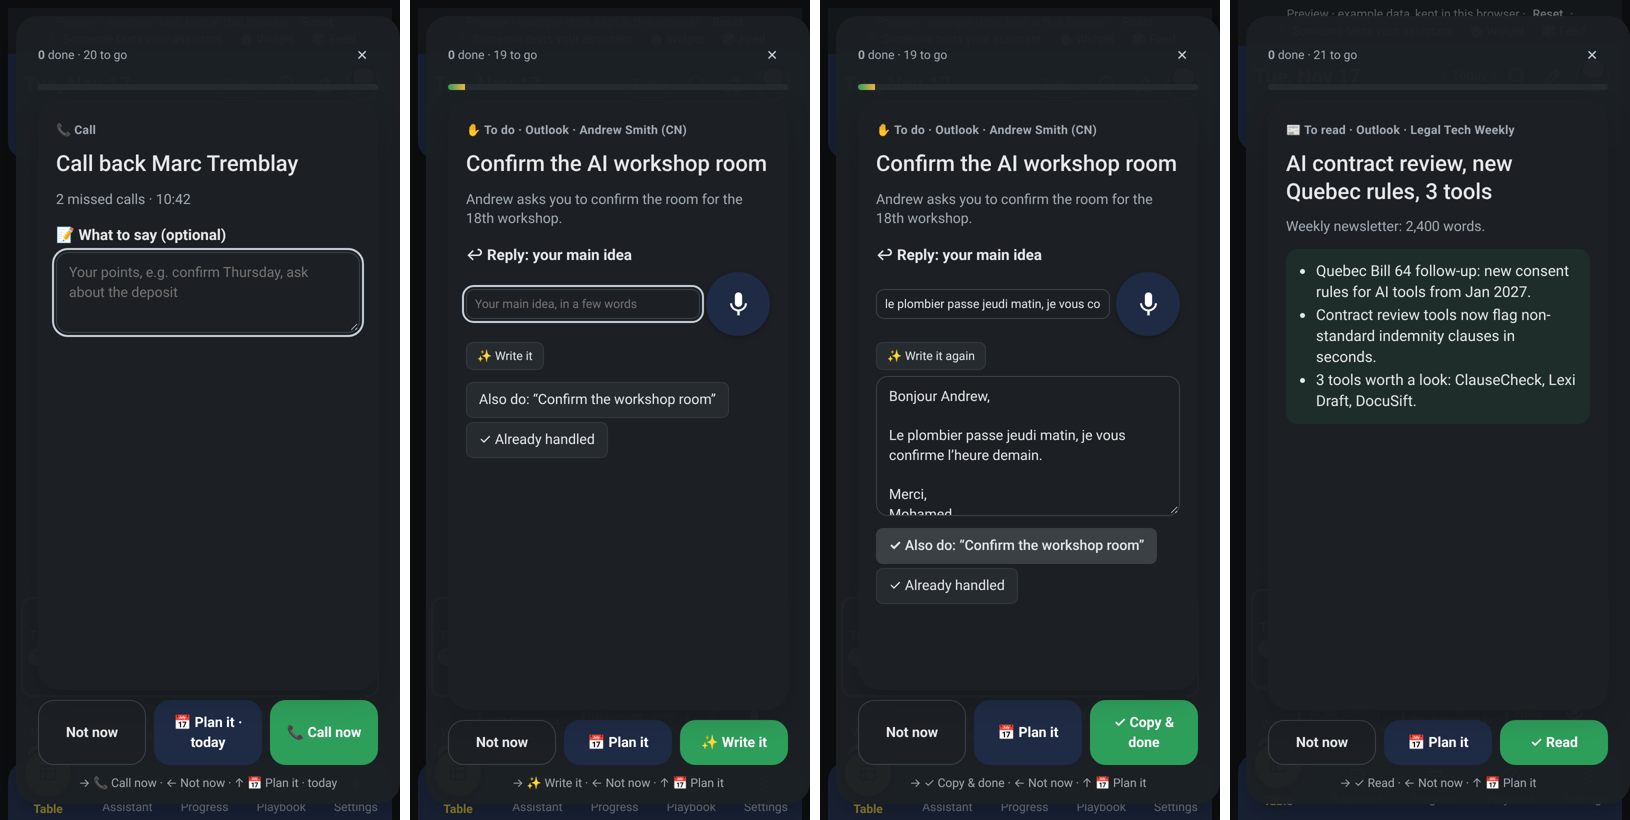 0 done · 20 to go
✕
📞 Call
Call back Marc Tremblay
2 missed calls · 10:42
📝 What to say (optional)
Your points, e.g. confirm Thursday, ask
about the deposit
Not now
📅 Plan it ·
today
📞 Call now
→ 📞 Call now · ← Not now · ↑ 📅 Plan it · today
Table
Assistant
Progress
Playbook
Settings
0 done · 19 to go
✕
✋ To do · Outlook · Andrew Smith (CN)
Confirm the AI workshop room
Andrew asks you to confirm the room for the
18th workshop.
↩ Reply: your main idea
Your main idea, in a few words
✨ Write it
Also do: “Confirm the workshop room”
✓ Already handled
Not now
📅 Plan it
✨ Write it
→ ✨ Write it · ← Not now · ↑ 📅 Plan it
Table
Assistant
Progress
Playbook
Settings
0 done · 19 to go
✕
✋ To do · Outlook · Andrew Smith (CN)
Confirm the AI workshop room
Andrew asks you to confirm the room for the
18th workshop.
↩ Reply: your main idea
le plombier passe jeudi matin, je vous co
✨ Write it again
Bonjour Andrew,
Le plombier passe jeudi matin, je vous
confirme l’heure demain.
Merci,
Mohamed
✓ Also do: “Confirm the workshop room”
✓ Already handled
Not now
📅 Plan it
✓ Copy &
done
→ ✓ Copy & done · ← Not now · ↑ 📅 Plan it
Table
Assistant
Progress
Playbook
Settings
Preview · example data, kept in this browser · Reset ·
0 done · 21 to go
✕
📰 To read · Outlook · Legal Tech Weekly
AI contract review, new
Quebec rules, 3 tools
Weekly newsletter: 2,400 words.
• Quebec Bill 64 follow-up: new consent
rules for AI tools from Jan 2027.
• Contract review tools now flag non-
standard indemnity clauses in
seconds.
• 3 tools worth a look: ClauseCheck, Lexi
Draft, DocuSift.
Not now
📅 Plan it
✓ Read
→ ✓ Read · ← Not now · ↑ 📅 Plan it